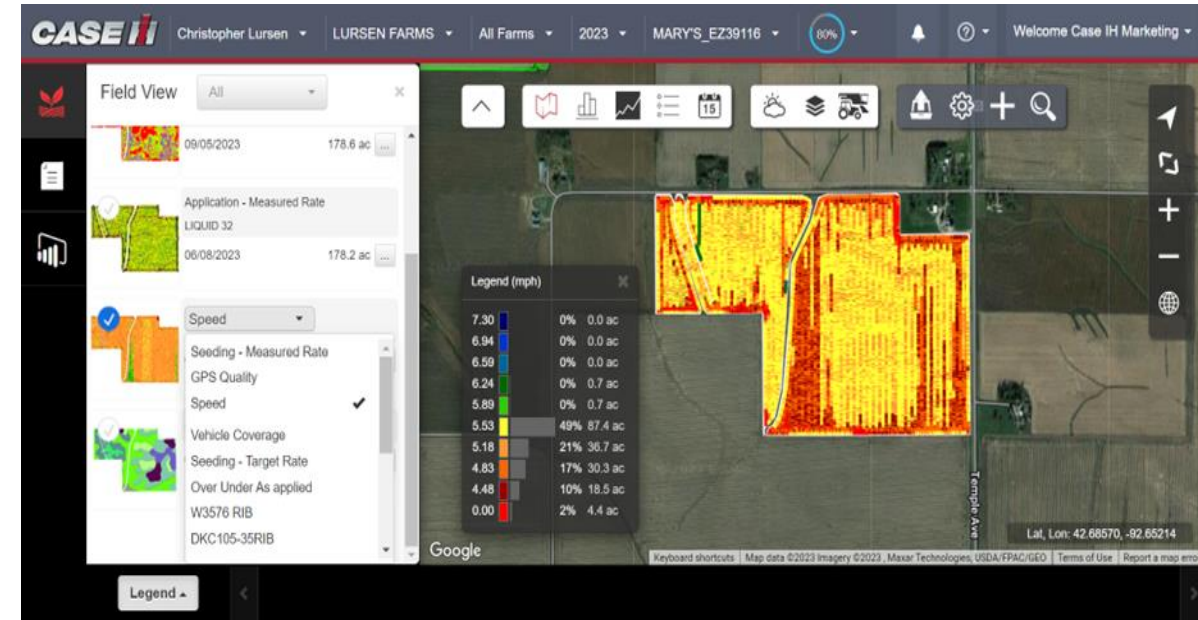 CASE IH
Christopher Lursen
LURSEN FARMS
All Farms
2023
MARY'S_EZ39116
80%
?
Welcome Case IH Marketing
Field View
All
×
09/05/2023 178.6 ac ...
Application - Measured Rate
LIQUID 32
06/08/2023 178.2 ac ...
Speed
Seeding - Measured Rate
GPS Quality
Speed
Vehicle Coverage
Seeding - Target Rate
Over Under As applied
W3576 RIB
DKC105-35RIB
15
Legend (mph)
7.30 0% 0.0 ac
6.94 0% 0.0 ac
6.59 0% 0.0 ac
6.24 0% 0.7 ac
5.89 0% 0.7 ac
5.53 49% 87.4 ac
5.18 21% 36.7 ac
4.83 17% 30.3 ac
4.48 10% 18.5 ac
0.00 2% 4.4 ac
Temple Ave
Lat, Lon: 42.68570, -92.65214
Google
Keyboard shortcuts Map data ©2023 Imagery ©2023 , Maxar Technologies, USDA/FPAC/GEO Terms of Use Report a map erro
Legend